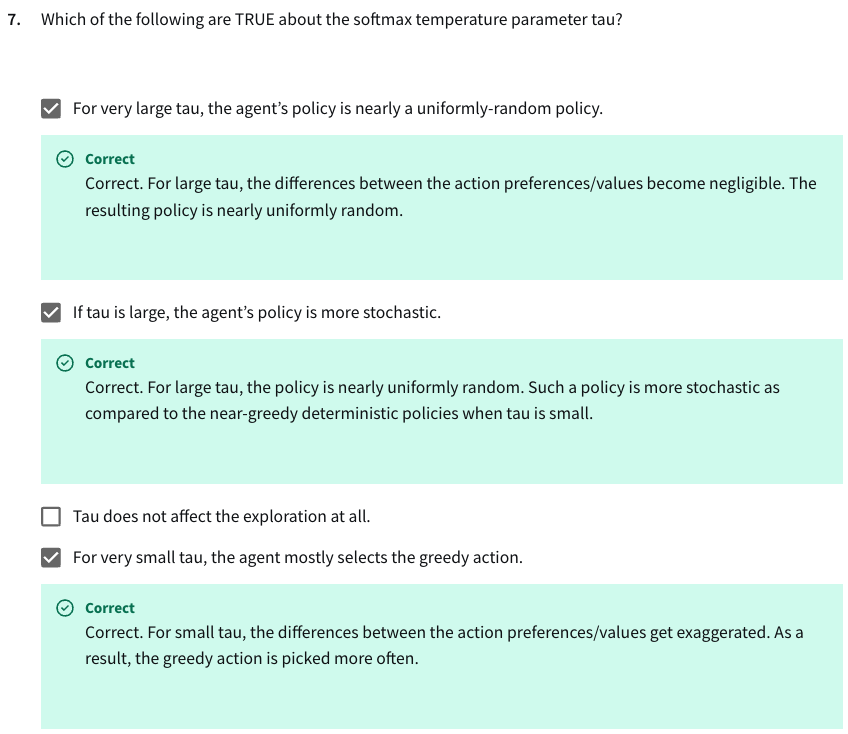 7. Which of the following are TRUE about the softmax temperature parameter tau?
For very large tau, the agent’s policy is nearly a uniformly-random policy.
Correct
Correct. For large tau, the differences between the action preferences/values become negligible. The
resulting policy is nearly uniformly random.
If tau is large, the agent’s policy is more stochastic.
Correct
Correct. For large tau, the policy is nearly uniformly random. Such a policy is more stochastic as
compared to the near-greedy deterministic policies when tau is small.
Tau does not affect the exploration at all.
For very small tau, the agent mostly selects the greedy action.
Correct
Correct. For small tau, the differences between the action preferences/values get exaggerated. As a
result, the greedy action is picked more often.